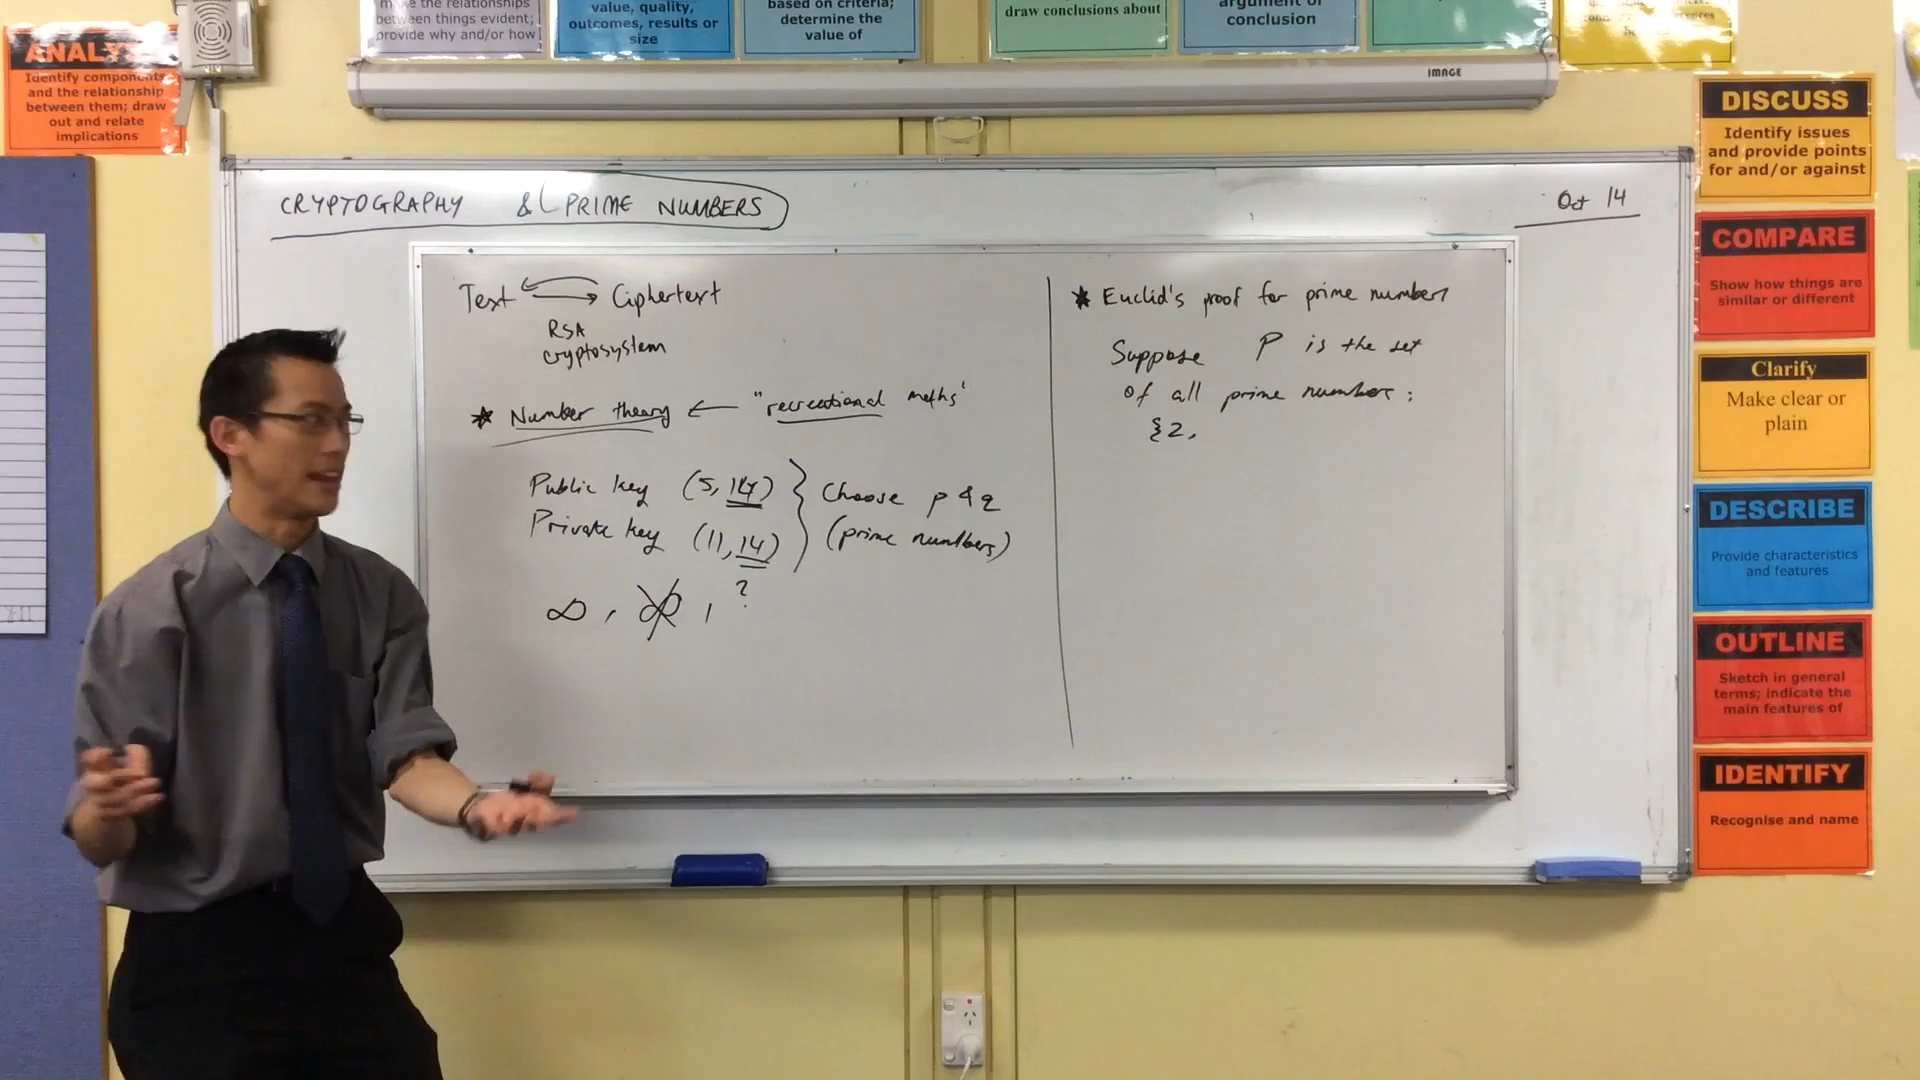 make the relationships
between things evident;
provide why and/or how
value, quality,
outcomes, results or
size
based on criteria;
determine the
value of
draw conclusions about
argument or
conclusion
Identify components
and the relationship
between them; draw
out and relate
implications
IMAGE
DISCUSS
Identify issues
and provide points
for and/or against
COMPARE
Show how things are
similar or different
Clarify
Make clear or
plain
DESCRIBE
Provide characteristics
and features
OUTLINE
Sketch in general
terms; indicate the
main features of
IDENTIFY
Recognise and name
CRYPTOGRAPHY & (PRIME NUMBERS)
Oct 14
Text Ciphertext
RSA
cryptosystem
* Number theory ← "recreational maths"
Public key (5, 14) } Choose p & q
Private key (11, 14) (prime numbers)
∞, ?
* Euclid's proof for prime numbers
Suppose P is the set
of all prime numbers:
{2,